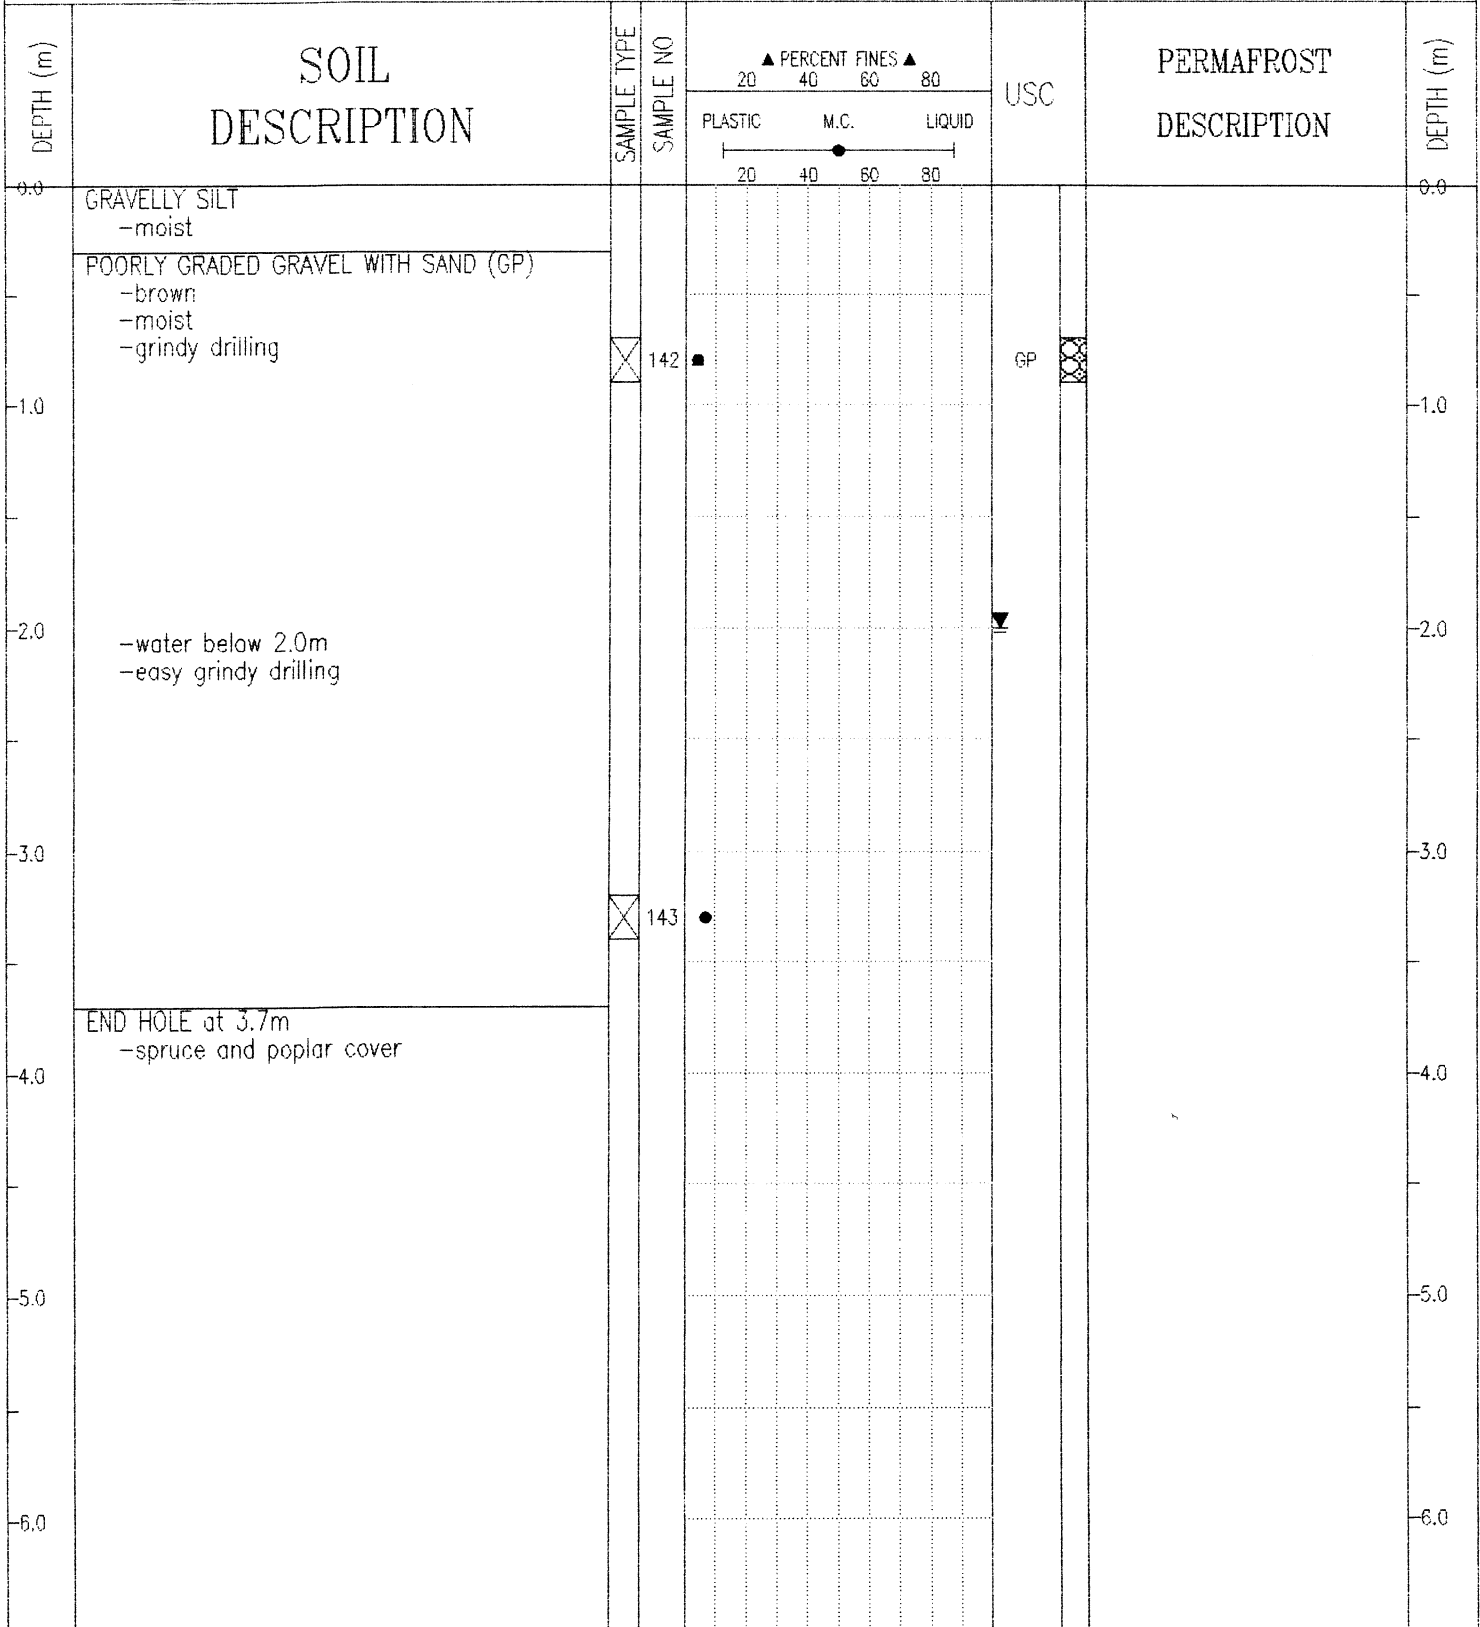 DEPTH (m)
SOIL
DESCRIPTION
SAMPLE TYPE
SAMPLE NO
▲ PERCENT FINES ▲
20 40 60 80
PLASTIC M.C. LIQUID
20 40 60 80
USC
PERMAFROST
DESCRIPTION
DEPTH (m)
0.0
0.0
GRAVELLY SILT
-moist
POORLY GRADED GRAVEL WITH SAND (GP)
-brown
-moist
-grindy drilling
142
GP
1.0
1.0
2.0
2.0
-water below 2.0m
-easy grindy drilling
3.0
3.0
143
END HOLE at 3.7m
-spruce and poplar cover
4.0
4.0
5.0
5.0
6.0
6.0